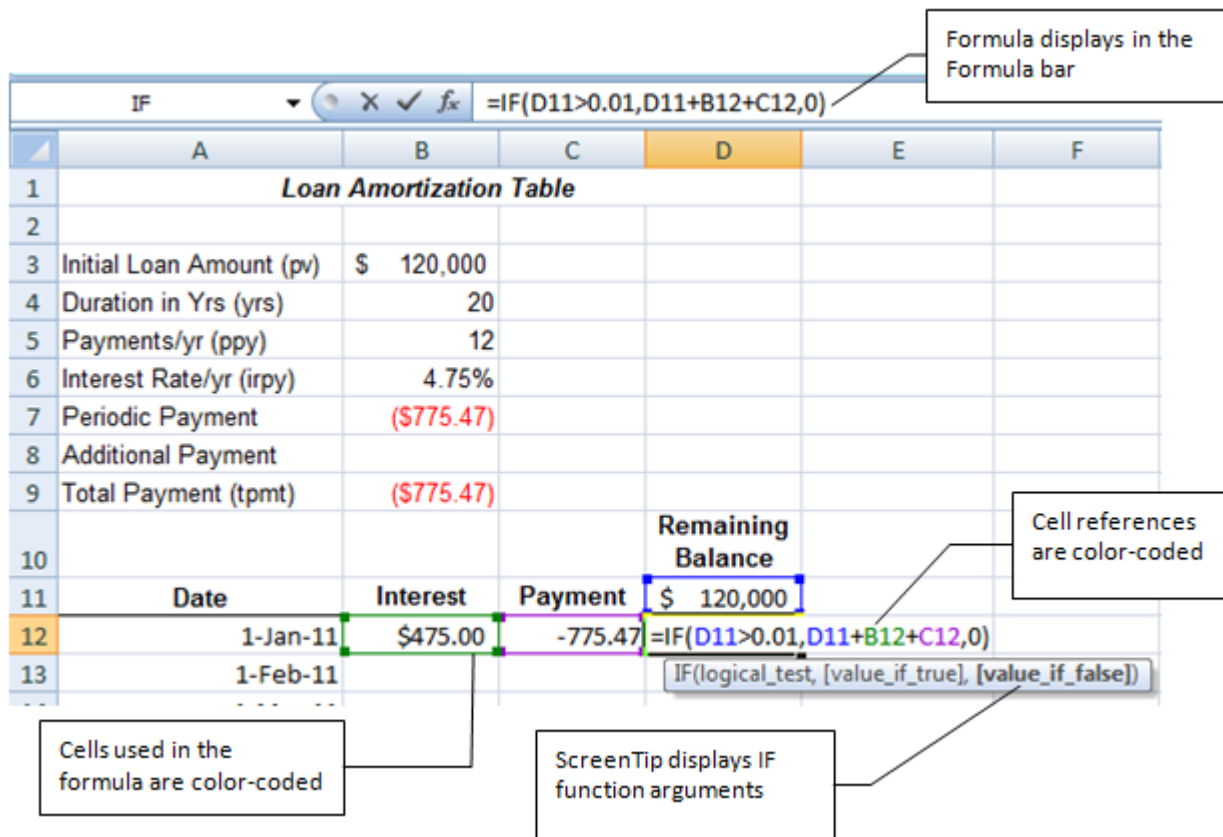 Formula displays in the
Formula bar
IF fx =IF(D11>0.01,D11+B12+C12,0)
A B C D E F
1 Loan Amortization Table
2
3 Initial Loan Amount (pv) $ 120,000
4 Duration in Yrs (yrs) 20
5 Payments/yr (ppy) 12
6 Interest Rate/yr (irpy) 4.75%
7 Periodic Payment ($775.47)
8 Additional Payment
9 Total Payment (tpmt) ($775.47)
Remaining
10 Balance
11 Date Interest Payment $ 120,000
12 1-Jan-11 $475.00 -775.47 =IF(D11>0.01,D11+B12+C12,0)
13 1-Feb-11 IF(logical_test, [value_if_true], [value_if_false])
Cell references
are color-coded
Cells used in the
formula are color-coded
ScreenTip displays IF
function arguments